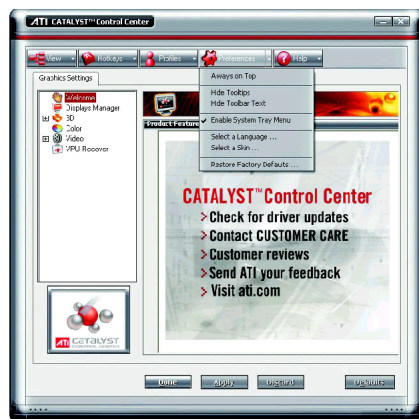 ATI CATALYST™ Control Center
View
Hotkeys
Profiles
Preferences
Help
Graphics Settings
Always on Top
Hide Tooltips
Hide Toolbar Text
Enable System Tray Menu
Select a Language ...
Select a Skin ...
Restore Factory Defaults ...
Welcome
Displays Manager
3D
Color
Video
VPU Recover
Product Feature
CATALYST™ Control Center
> Check for driver updates
> Contact CUSTOMER CARE
> Customer reviews
> Send ATI your feedback
> Visit ati.com
ATI CATALYST
CONTROL CENTER
Done
Apply
Discard
Defaults